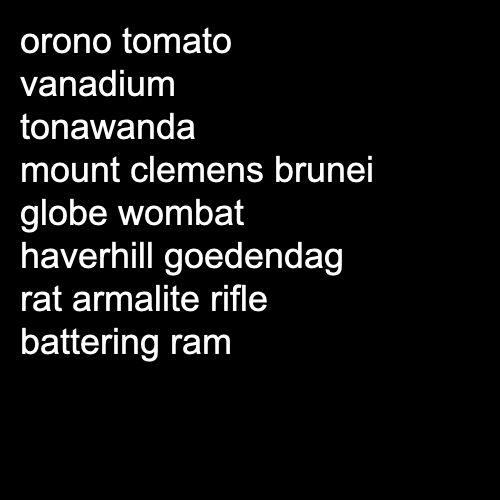 orono tomato
vanadium
tonawanda
mount clemens brunei
globe wombat
haverhill goedendag
rat armalite rifle
battering ram